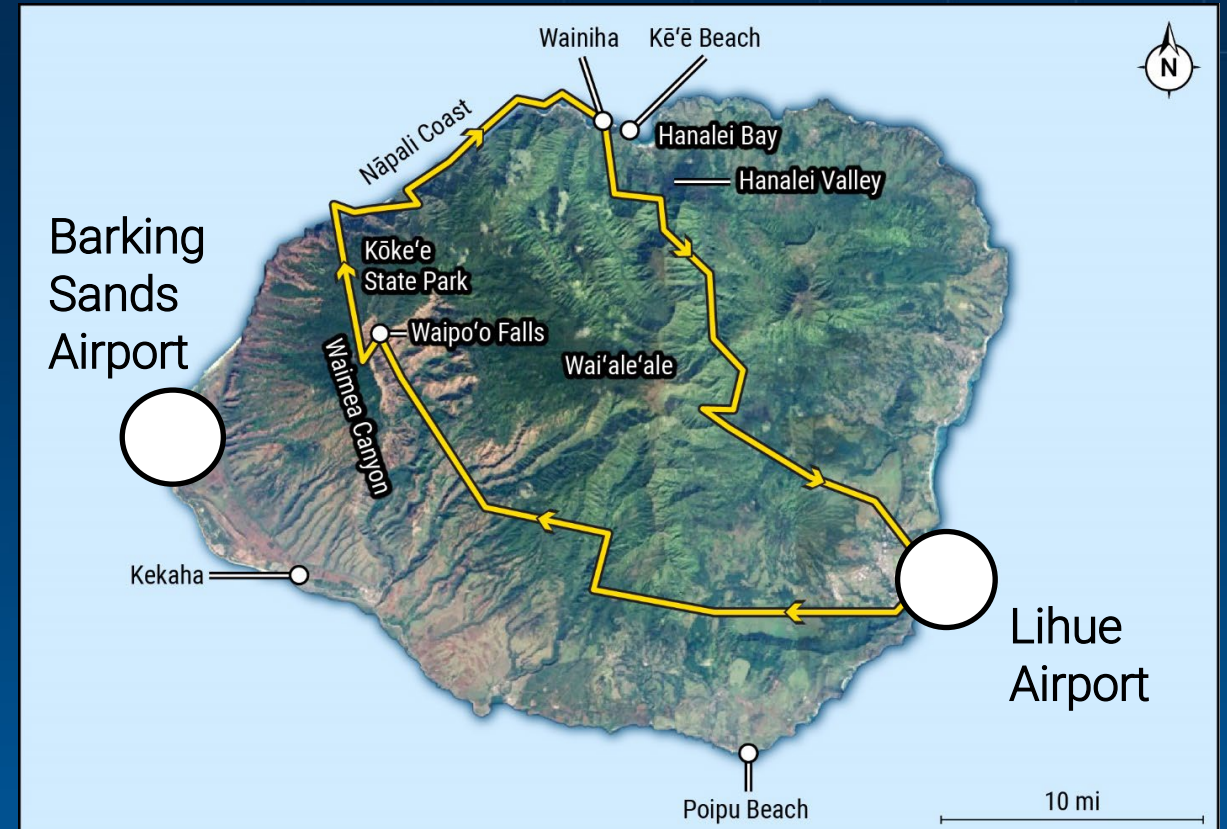 Wainiha
Kēʻē Beach
N
Nāpali Coast
Hanalei Bay
Hanalei Valley
Barking
Sands
Airport
Kōkeʻe
State Park
Waipoʻo Falls
Waimea Canyon
Waiʻaleʻale
Kekaha
Lihue
Airport
Poipu Beach
10 mi